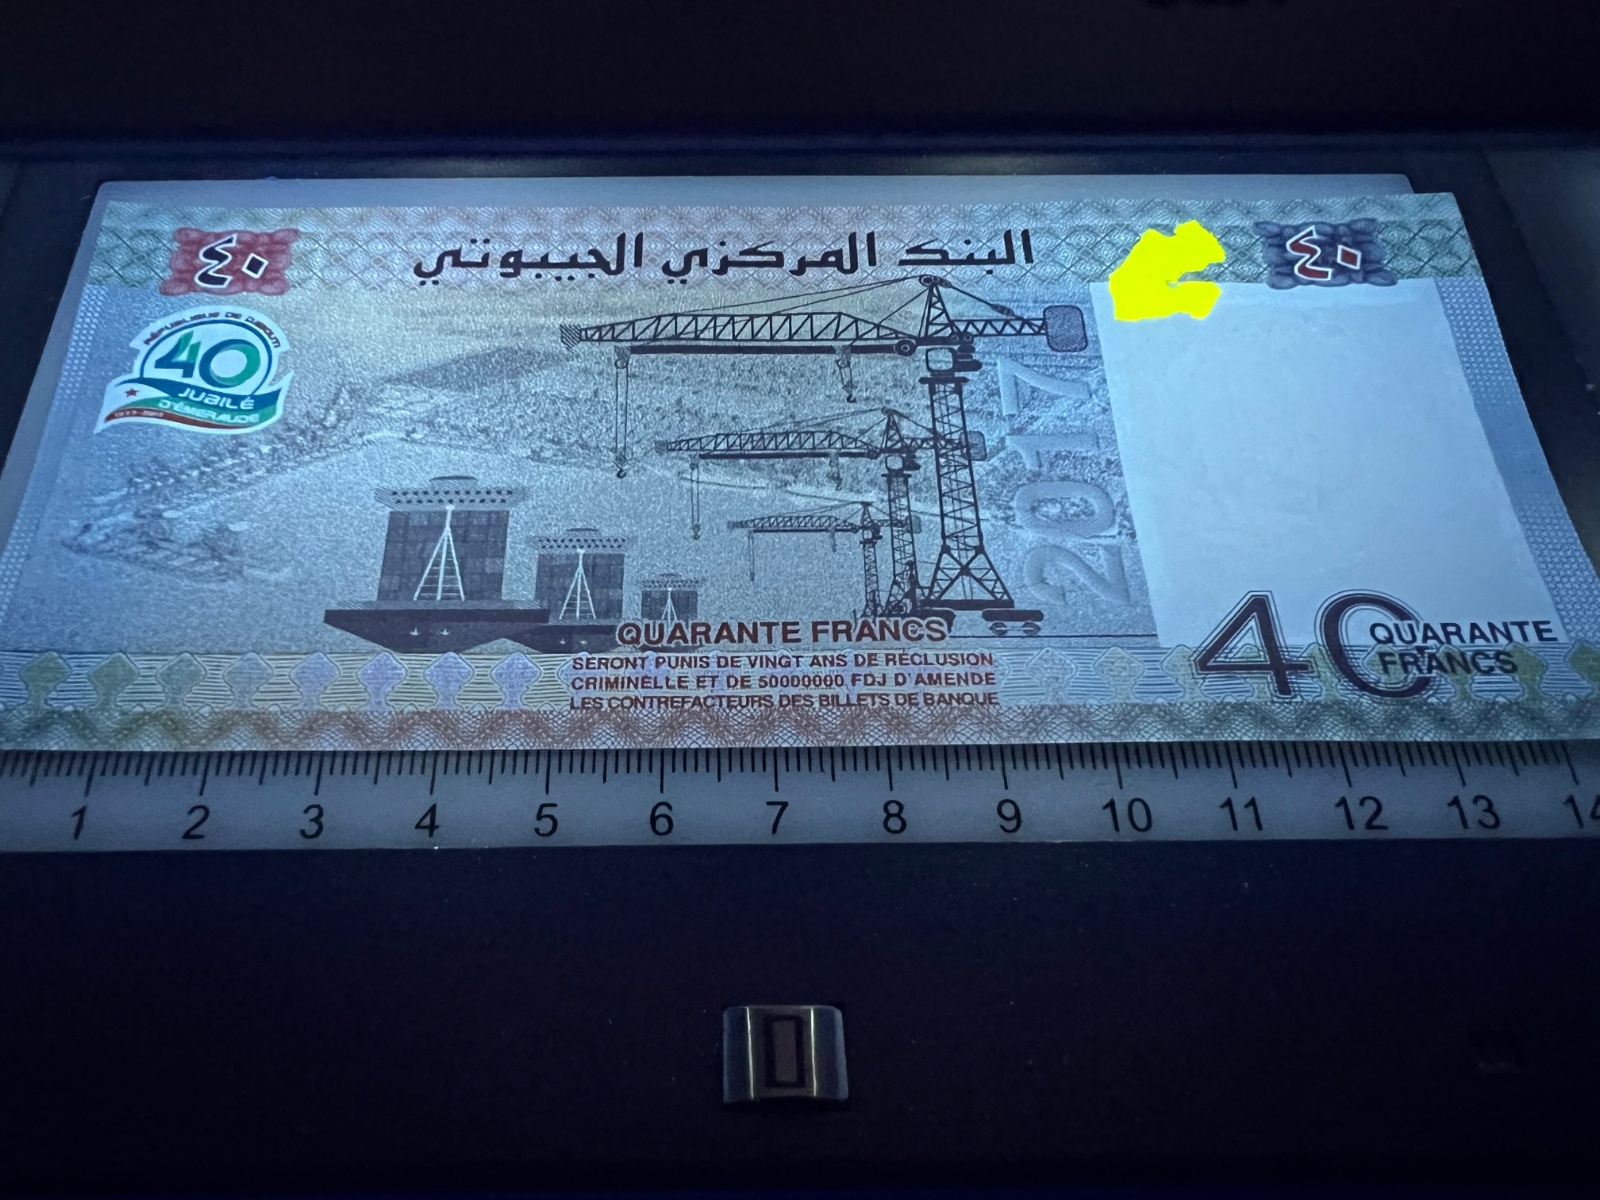 ٤٠
البنك المركزي الجيبوتي
٤٠
RÉPUBLIQUE DE DJIBOUTI
40
JUBILÉ
D'ÉMERAUDE
1977-2017
2017
QUARANTE FRANCS
SERONT PUNIS DE VINGT ANS DE RÉCLUSION
CRIMINELLE ET DE 50000000 FDJ D'AMENDE
LES CONTREFACTEURS DES BILLETS DE BANQUE
40
QUARANTE
FRANCS
1 2 3 4 5 6 7 8 9 10 11 12 13 14